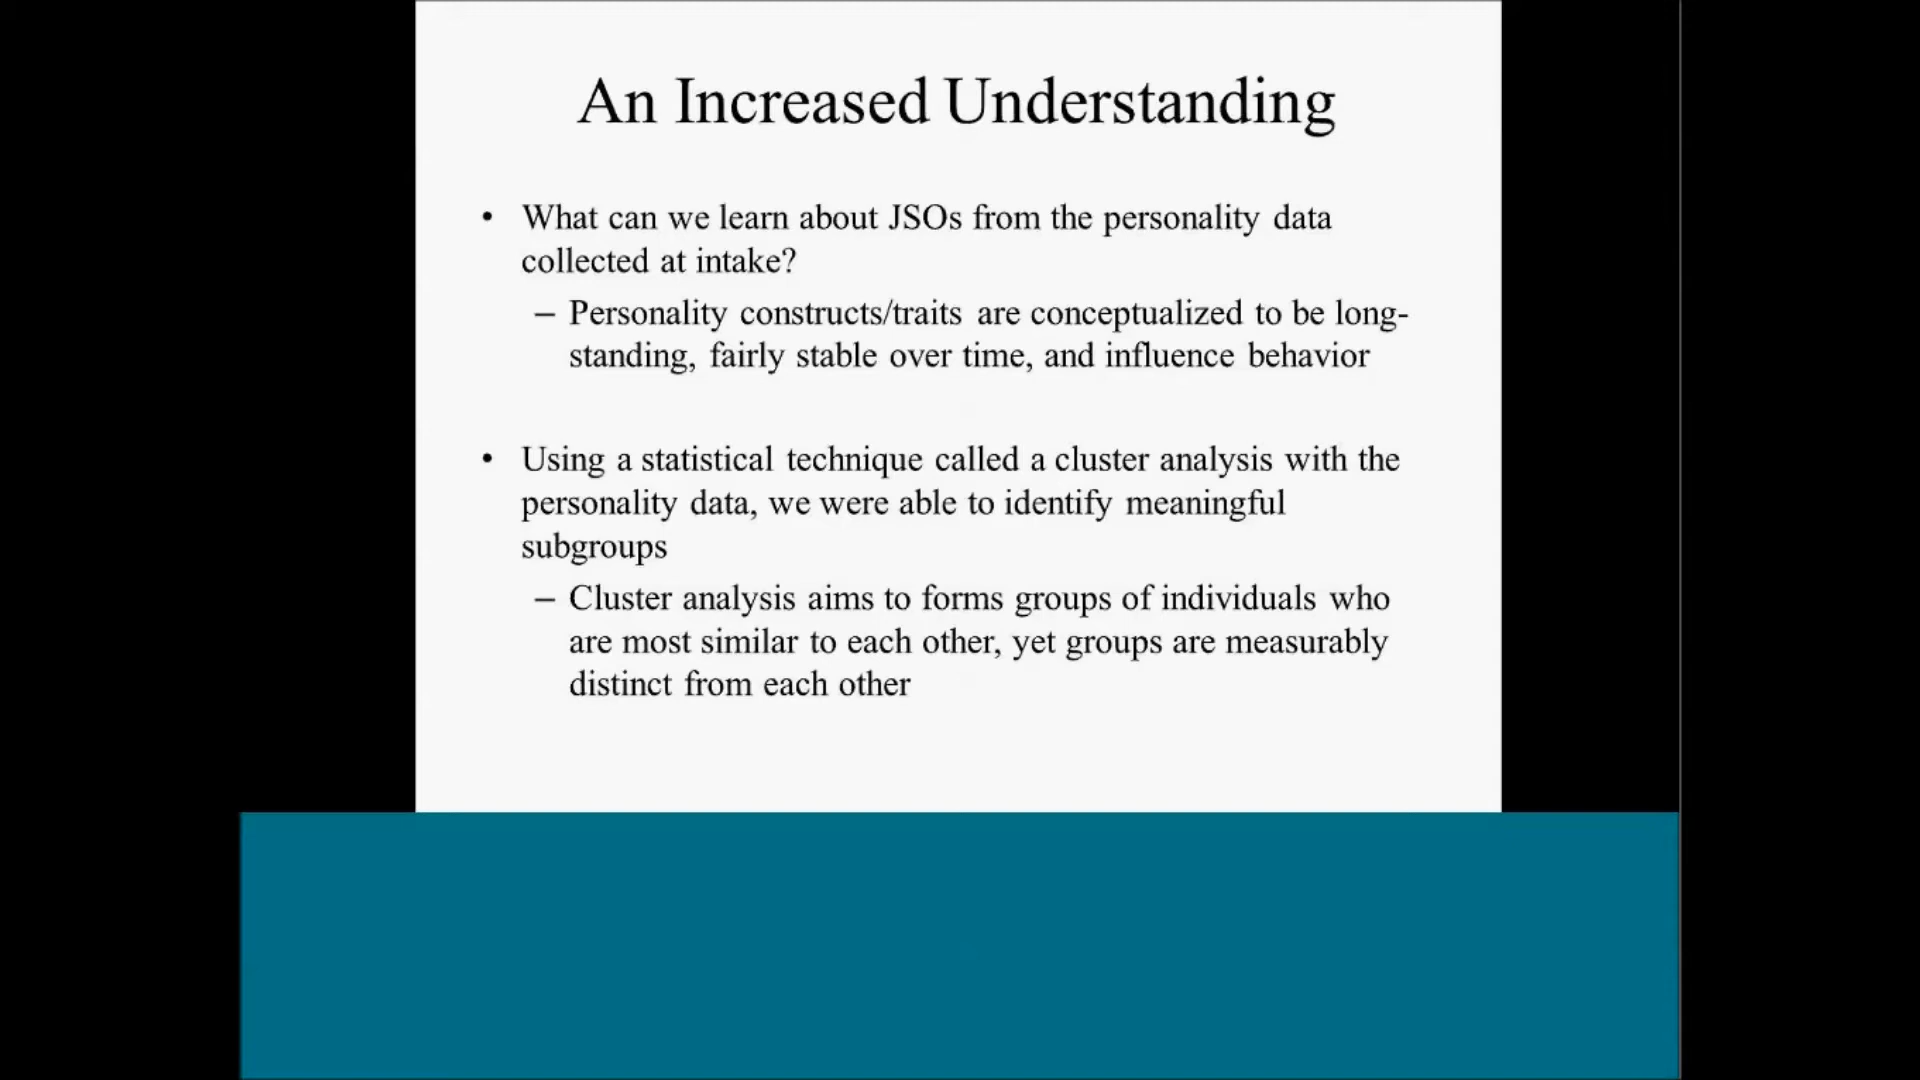 An Increased Understanding
• What can we learn about JSOs from the personality data
collected at intake?
– Personality constructs/traits are conceptualized to be long-
standing, fairly stable over time, and influence behavior
• Using a statistical technique called a cluster analysis with the
personality data, we were able to identify meaningful
subgroups
– Cluster analysis aims to forms groups of individuals who
are most similar to each other, yet groups are measurably
distinct from each other